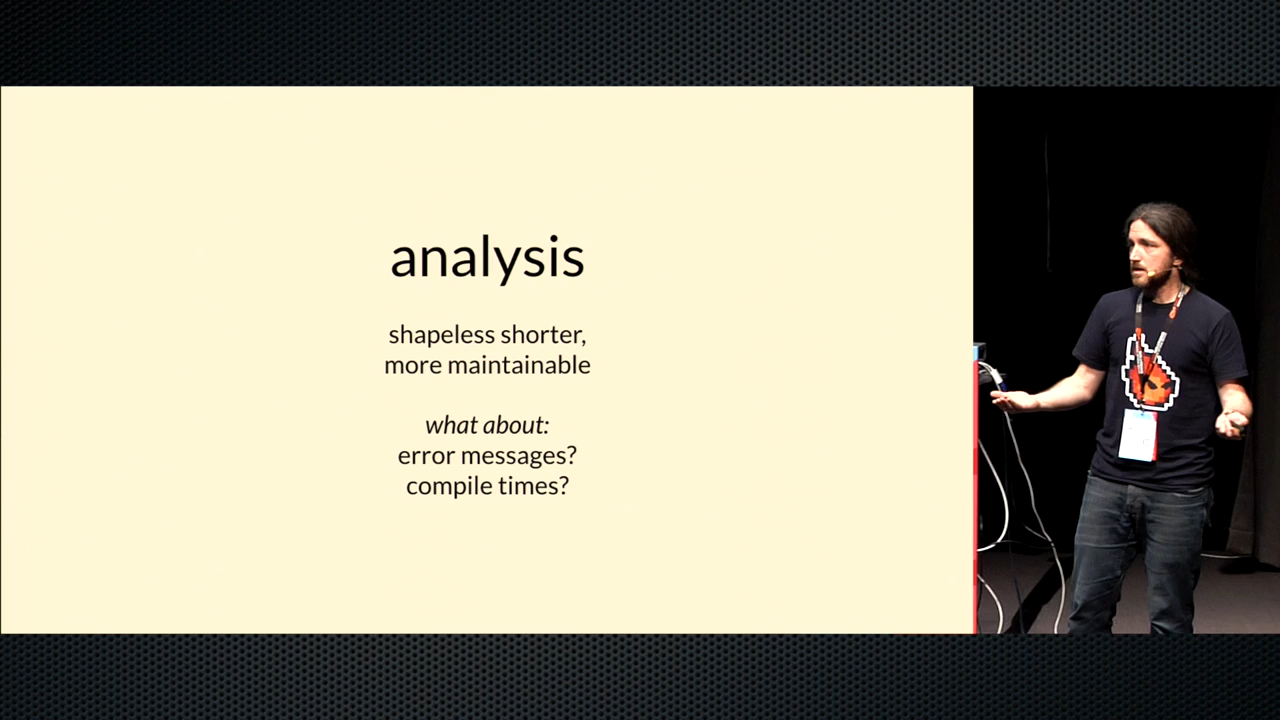 analysis
shapeless shorter,
more maintainable
what about:
error messages?
compile times?